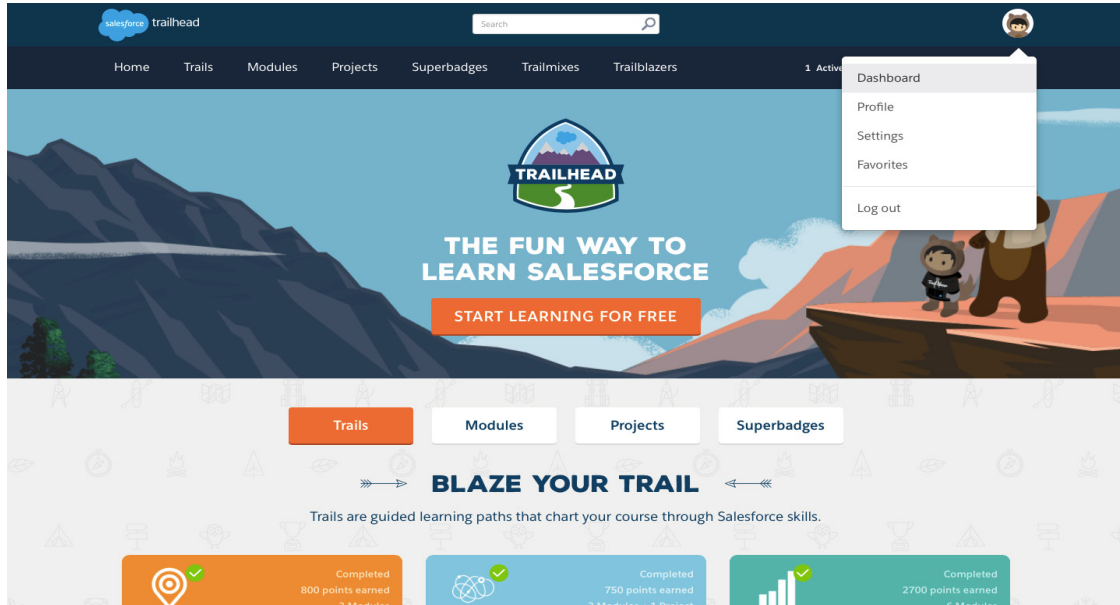 salesforce trailhead
Search
Home Trails Modules Projects Superbadges Trailmixes Trailblazers 1 Active
Dashboard
Profile
Settings
Favorites
Log out
TRAILHEAD
THE FUN WAY TO
LEARN SALESFORCE
START LEARNING FOR FREE
Trails Modules Projects Superbadges
BLAZE YOUR TRAIL
Trails are guided learning paths that chart your course through Salesforce skills.
Completed Completed Completed
800 points earned 750 points earned 2700 points earned